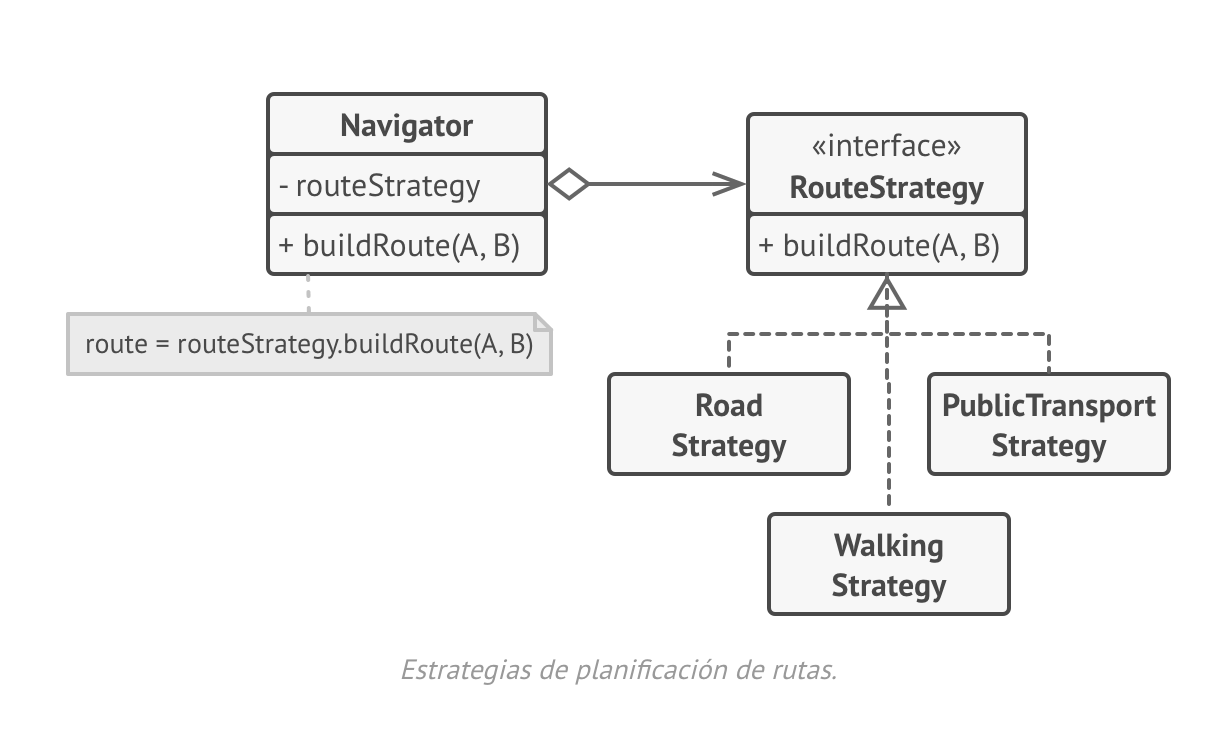 Navigator
- routeStrategy
+ buildRoute(A, B)
route = routeStrategy.buildRoute(A, B)
«interface»
RouteStrategy
+ buildRoute(A, B)
Road
Strategy
PublicTransport
Strategy
Walking
Strategy
Estrategias de planificación de rutas.